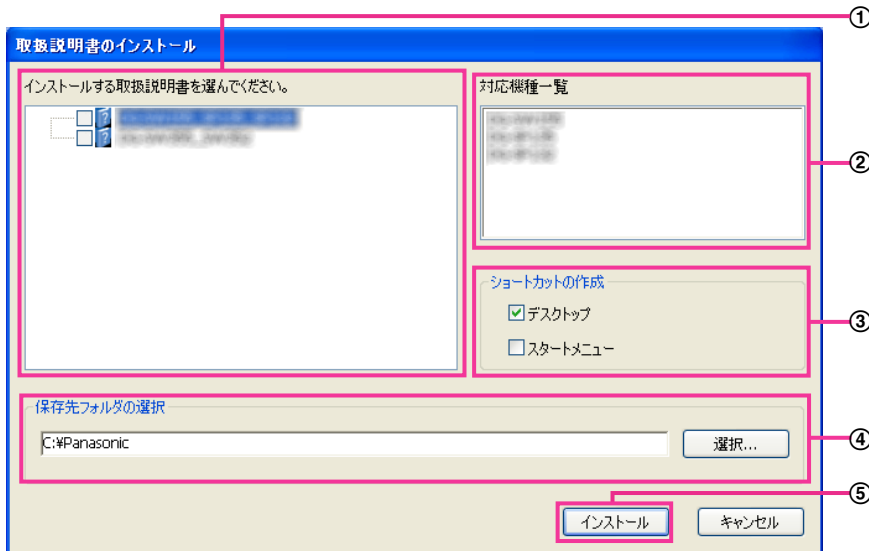 ①
取扱説明書のインストール
インストールする取扱説明書を選んでください。
対応機種一覧
②
ショートカットの作成
デスクトップ
スタートメニュー
③
保存先フォルダの選択
C:¥Panasonic
選択...
④
⑤
インストール
キャンセル